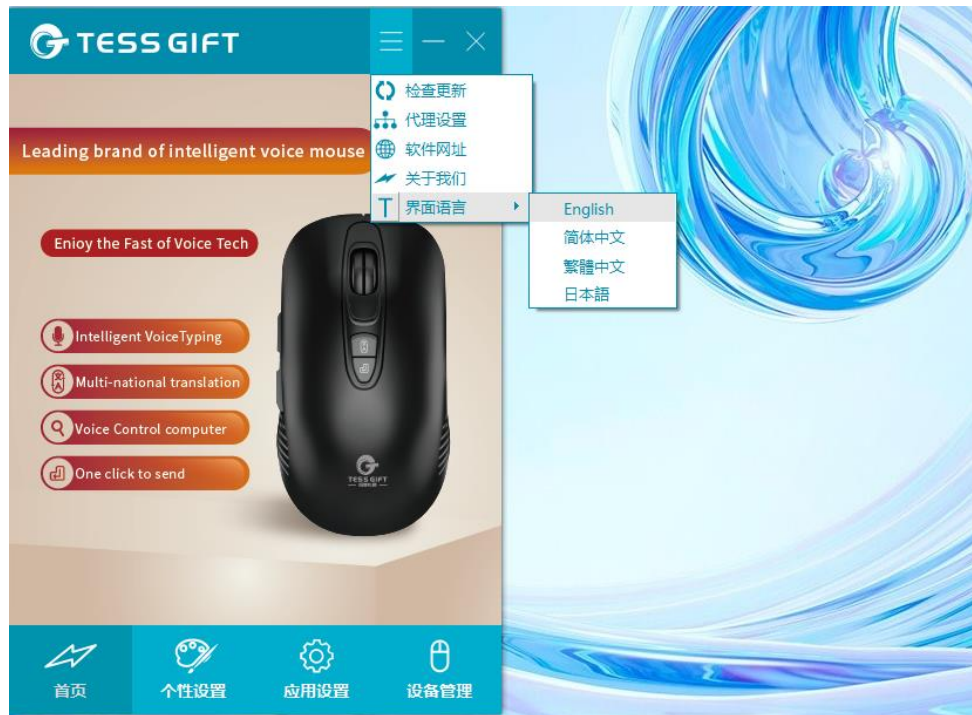 TESS GIFT
检查更新
代理设置
软件网址
关于我们
界面语言
English
简体中文
繁體中文
日本語
Leading brand of intelligent voice mouse
Enioy the Fast of Voice Tech
Intelligent VoiceTyping
Multi-national translation
Voice Control computer
One click to send
TESS GIFT
首页
个性设置
应用设置
设备管理